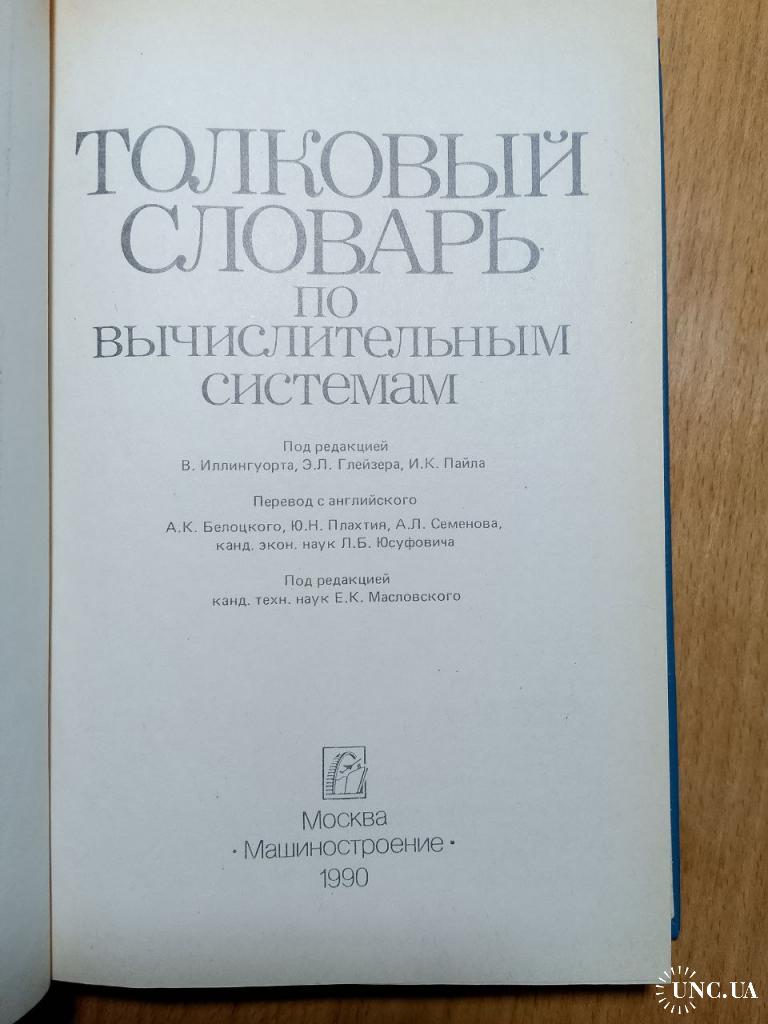 ТОЛКОВЫЙ
СЛОВАРЬ
ПО
ВЫЧИСЛИТЕЛЬНЫМ
СИСТЕМАМ
Под редакцией
В. Иллингуорта, Э.Л. Глейзера, И.К. Пайла
Перевод с английского
А.К. Белоцкого, Ю.Н. Плахтия, А.Л. Семенова,
канд. экон. наук Л.Б. Юсуфовича
Под редакцией
канд. техн. наук Е.К. Масловского
Москва
· Машиностроение ·
1990
UNC.UA